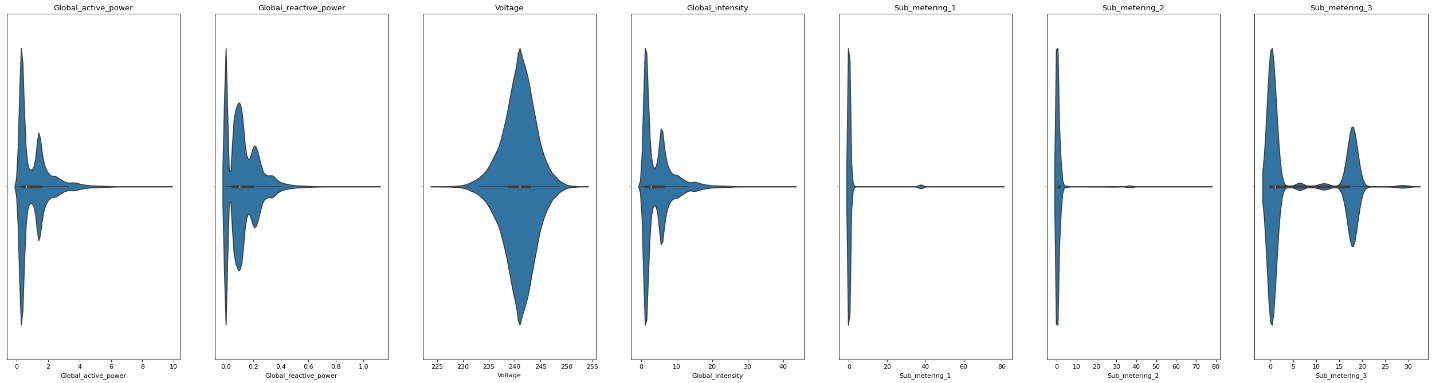 Global_active_power Global_reactive_power Voltage Global_intensity Sub_metering_1 Sub_metering_2 Sub_metering_3
0 2 4 6 8 10 0.0 0.2 0.4 0.6 0.8 1.0 225 230 235 240 245 250 255 0 10 20 30 40 0 20 40 60 80 0 10 20 30 40 50 60 70 80 0 5 10 15 20 25 30
Global_active_power Global_reactive_power Voltage Global_intensity Sub_metering_1 Sub_metering_2 Sub_metering_3